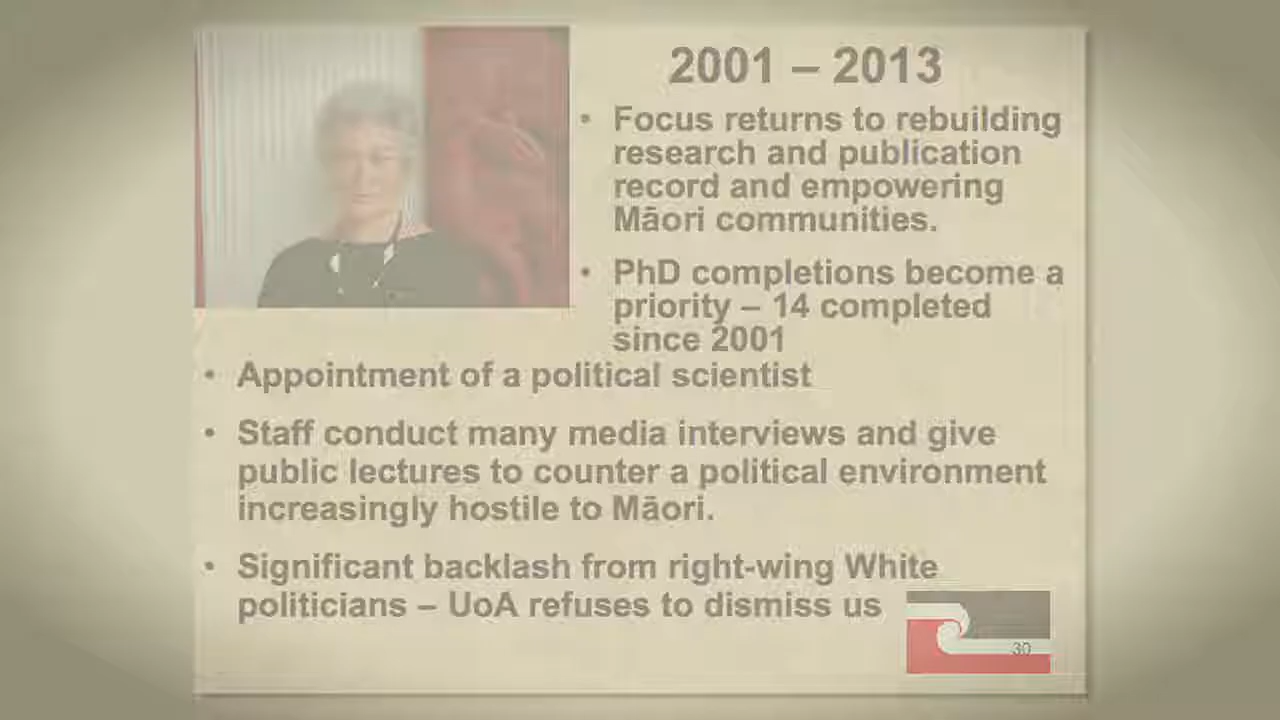 2001 – 2013
• Focus returns to rebuilding
research and publication
record and empowering
Māori communities.
• PhD completions become a
priority – 14 completed
since 2001
• Appointment of a political scientist
• Staff conduct many media interviews and give
public lectures to counter a political environment
increasingly hostile to Māori.
• Significant backlash from right-wing White
politicians – UoA refuses to dismiss us
30